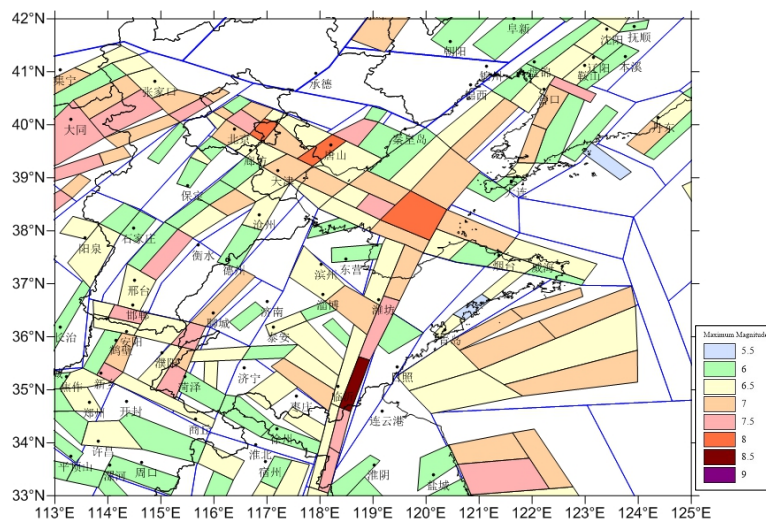 42°N
41°N
40°N
39°N
38°N
37°N
36°N
35°N
34°N
33°N
阜新
朝阳
沈阳 抚顺
锦州
盘锦
辽阳
鞍山
本溪
集宁
张家口
承德
营口
大同
北京
唐山
秦皇岛
丹东
廊坊
天津
保定
大连
沧州
石家庄
阳泉
衡水
德州
滨州
东营
烟台
威海
邢台
淄博
潍坊
邯郸
聊城
济南
泰安
青岛
长治
安阳
鹤壁
濮阳
焦作
新
菏泽
济宁
日照
临
枣庄
郑州
开封
商丘
连云港
许昌
徐州
淮北
平顶山
漯河
周口
宿州
淮阴
盐城
113°E 114°E 115°E 116°E 117°E 118°E 119°E 120°E 121°E 122°E 123°E 124°E 125°E
Maximum Magnitude
5.5
6
6.5
7
7.5
8
8.5
9